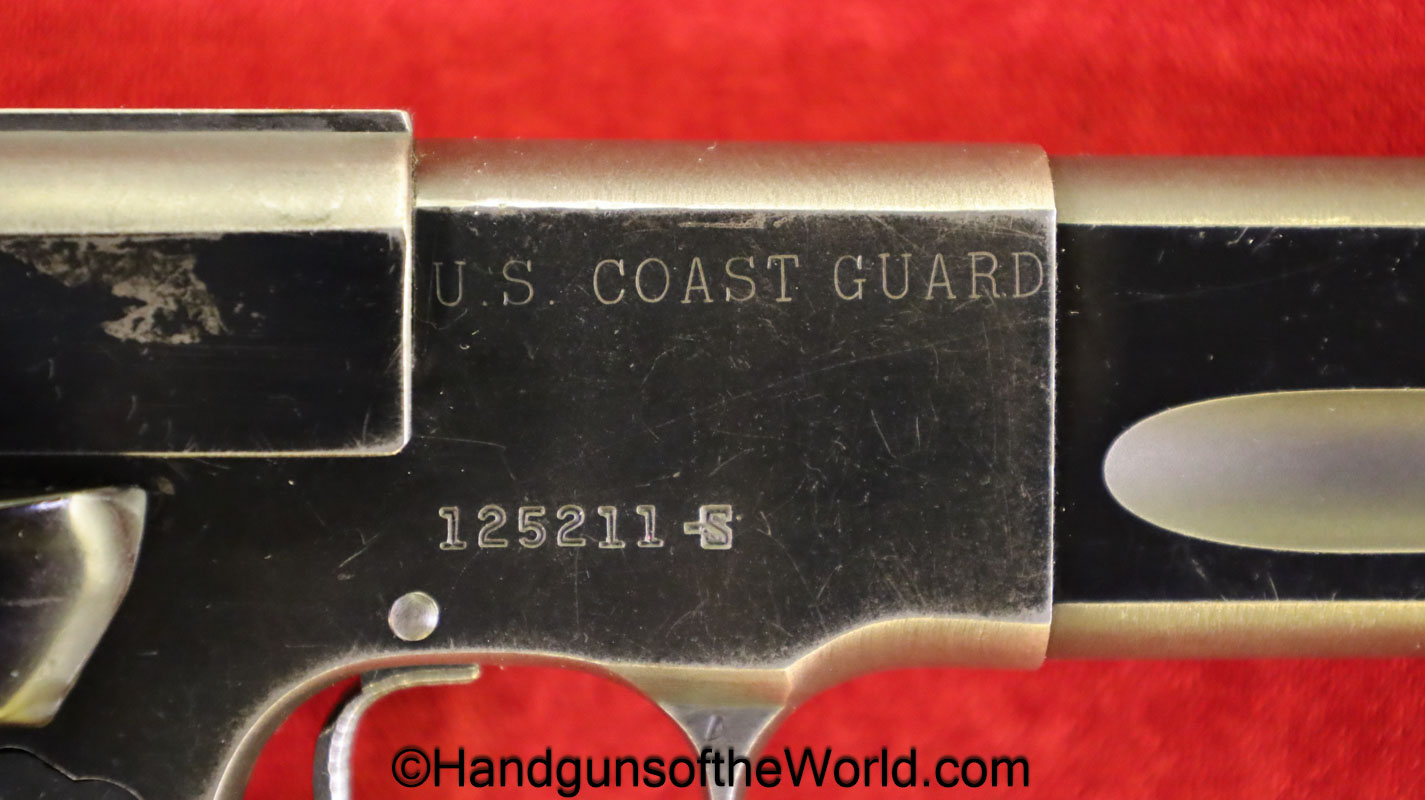 U.S. COAST GUARD
125211-S
A
©HandgunsoftheWorld.com